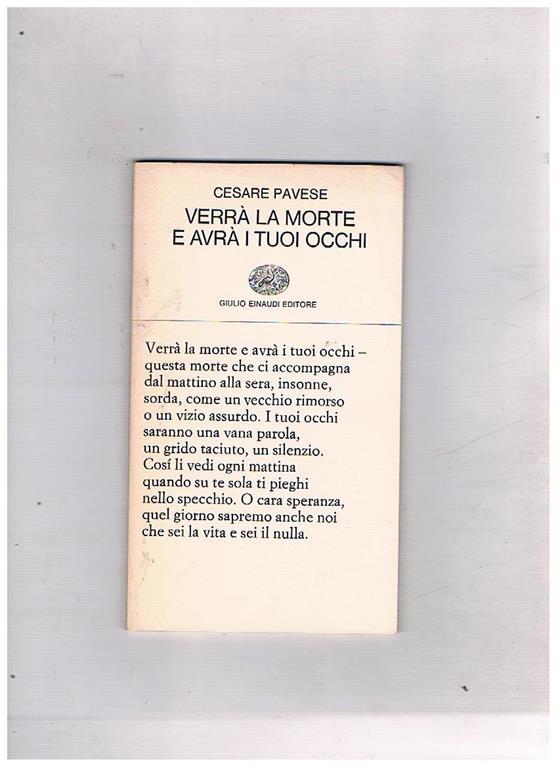 CESARE PAVESE
VERRÀ LA MORTE
E AVRÀ I TUOI OCCHI
GIULIO EINAUDI EDITORE
Verrà la morte e avrà i tuoi occhi –
questa morte che ci accompagna
dal mattino alla sera, insonne,
sorda, come un vecchio rimorso
o un vizio assurdo. I tuoi occhi
saranno una vana parola,
un grido taciuto, un silenzio.
Cosí li vedi ogni mattina
quando su te sola ti pieghi
nello specchio. O cara speranza,
quel giorno sapremo anche noi
che sei la vita e sei il nulla.